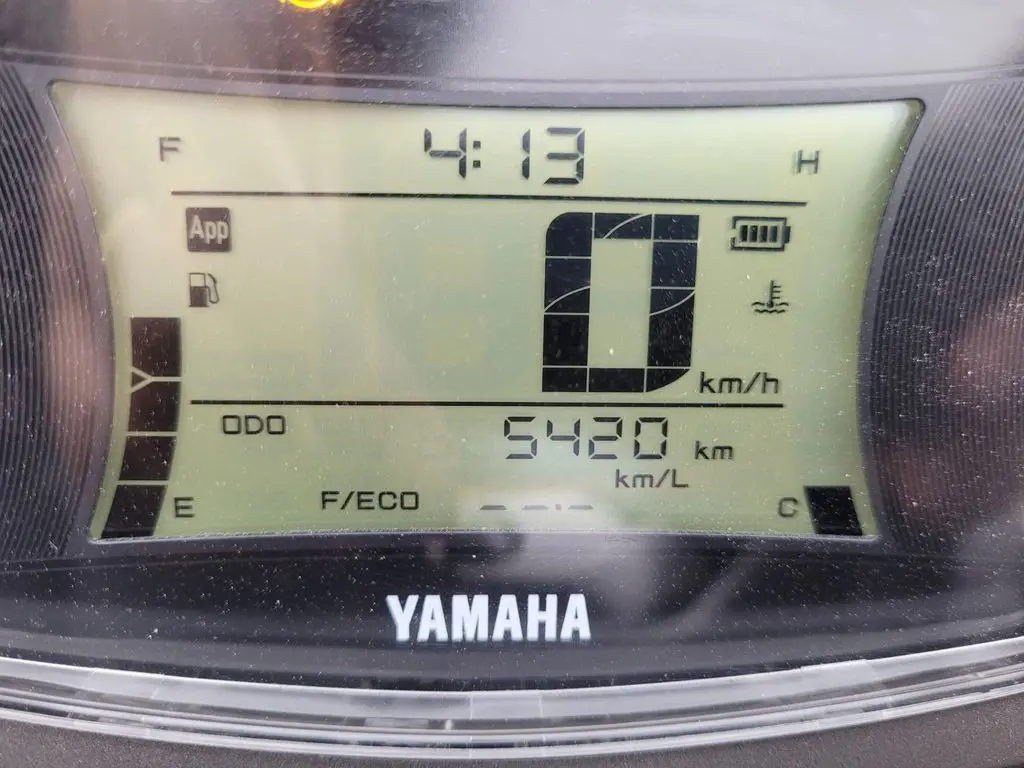 F 4:13 H
App
0 km/h
ODO 5420 km
km/L
E F/ECO --.- C
YAMAHA